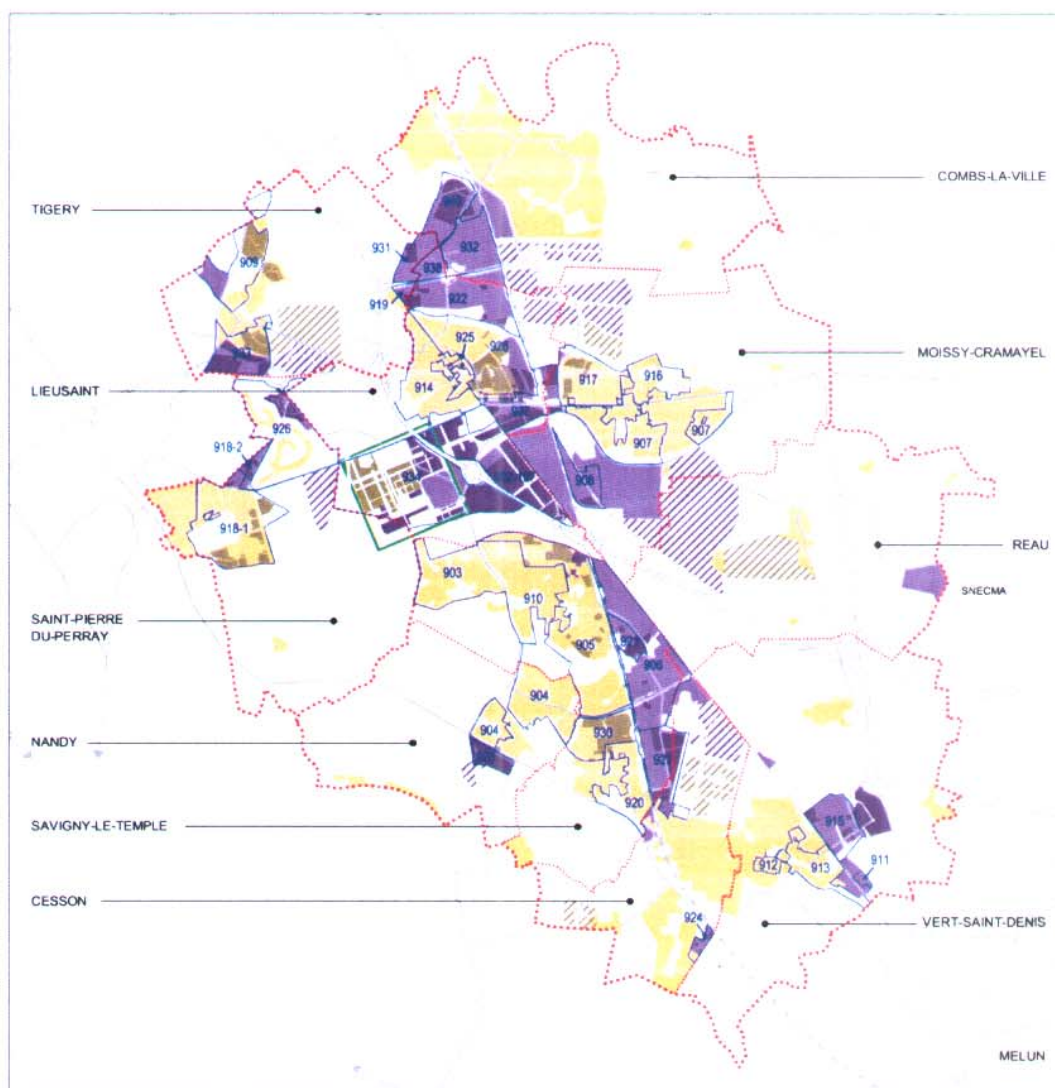 COMBS-LA-VILLE
TIGERY
931
932
909
938
919
922
925
MOISSY-CRAMAYEL
917
916
914
LIEUSAINT
907
907
926
918-2
908
918-1
REAU
903
SNECMA
910
SAINT-PIERRE
DU-PERRAY
905
906
904
904
NANDY
920
SAVIGNY-LE-TEMPLE
912
913
911
CESSON
924
VERT-SAINT-DENIS
MELUN